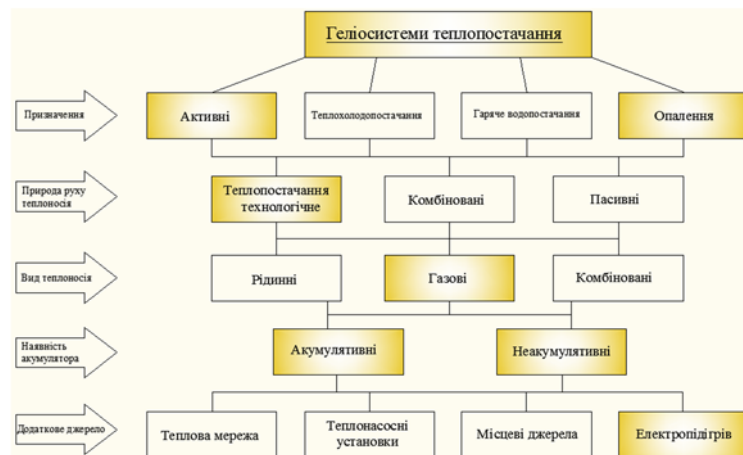 Геліосистеми теплопостачання
Призначення
Активні
Теплохолодопостачання
Гаряче водопостачання
Опалення
Природа руху
теплоносія
Теплопостачання
технологічне
Комбіновані
Пасивні
Вид теплоносія
Рідинні
Газові
Комбіновані
Наявність
акумулятора
Акумулятивні
Неакумулятивні
Додаткове джерело
Теплова мережа
Теплонасосні
установки
Місцеві джерела
Електропідігрів